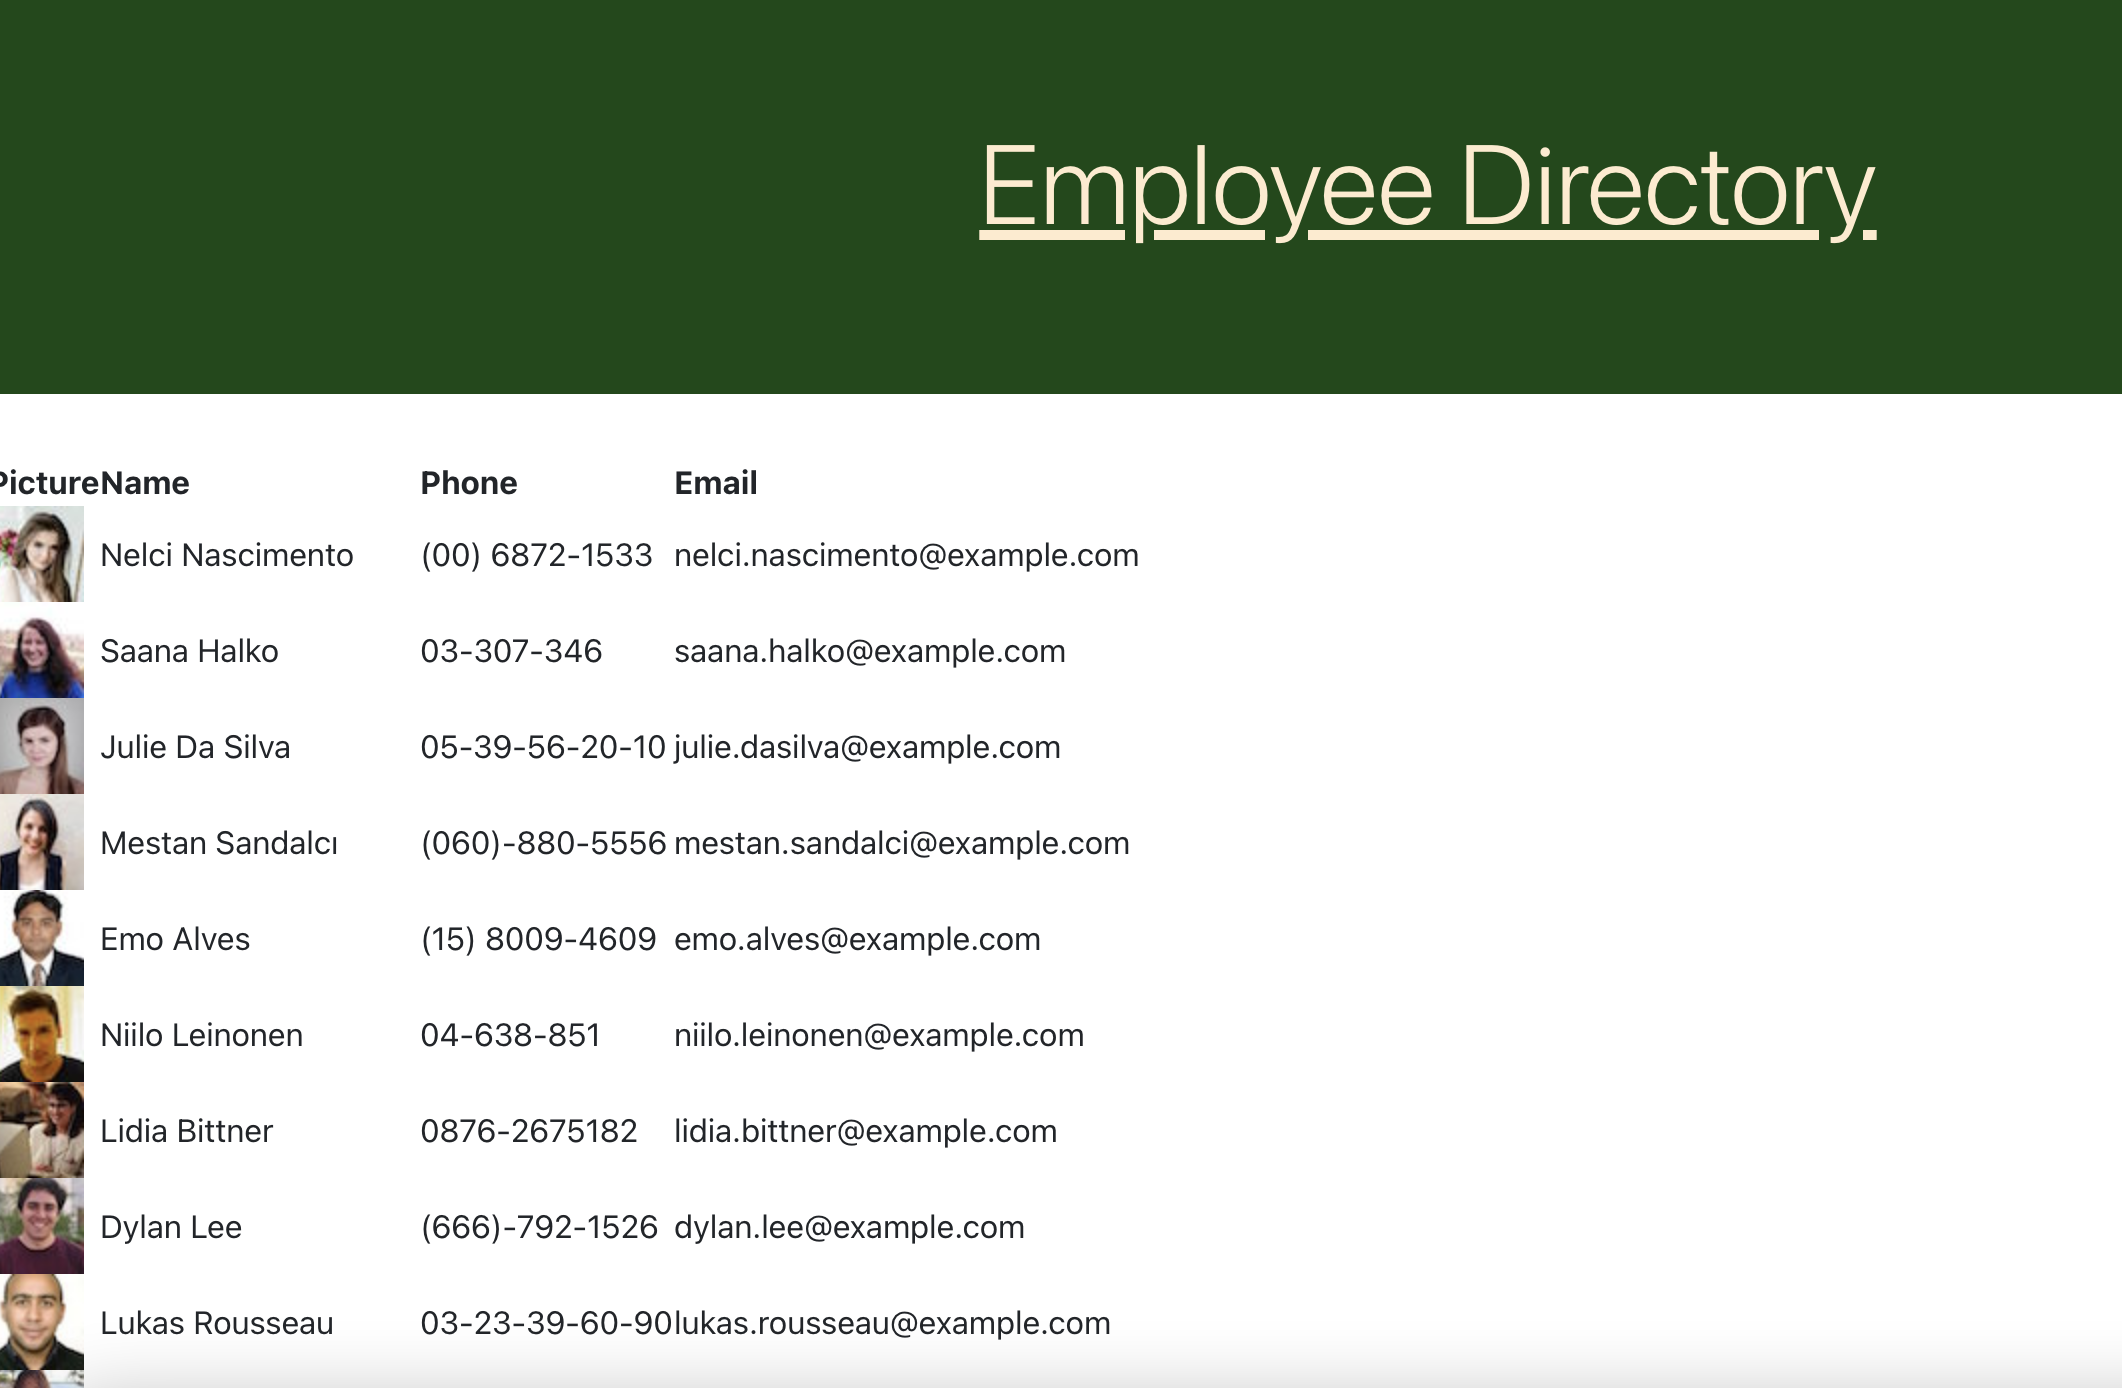 Employee Directory
Picture Name Phone Email
Nelci Nascimento (00) 6872-1533 nelci.nascimento@example.com
Saana Halko 03-307-346 saana.halko@example.com
Julie Da Silva 05-39-56-20-10 julie.dasilva@example.com
Mestan Sandalcı (060)-880-5556 mestan.sandalci@example.com
Emo Alves (15) 8009-4609 emo.alves@example.com
Niilo Leinonen 04-638-851 niilo.leinonen@example.com
Lidia Bittner 0876-2675182 lidia.bittner@example.com
Dylan Lee (666)-792-1526 dylan.lee@example.com
Lukas Rousseau 03-23-39-60-90 lukas.rousseau@example.com